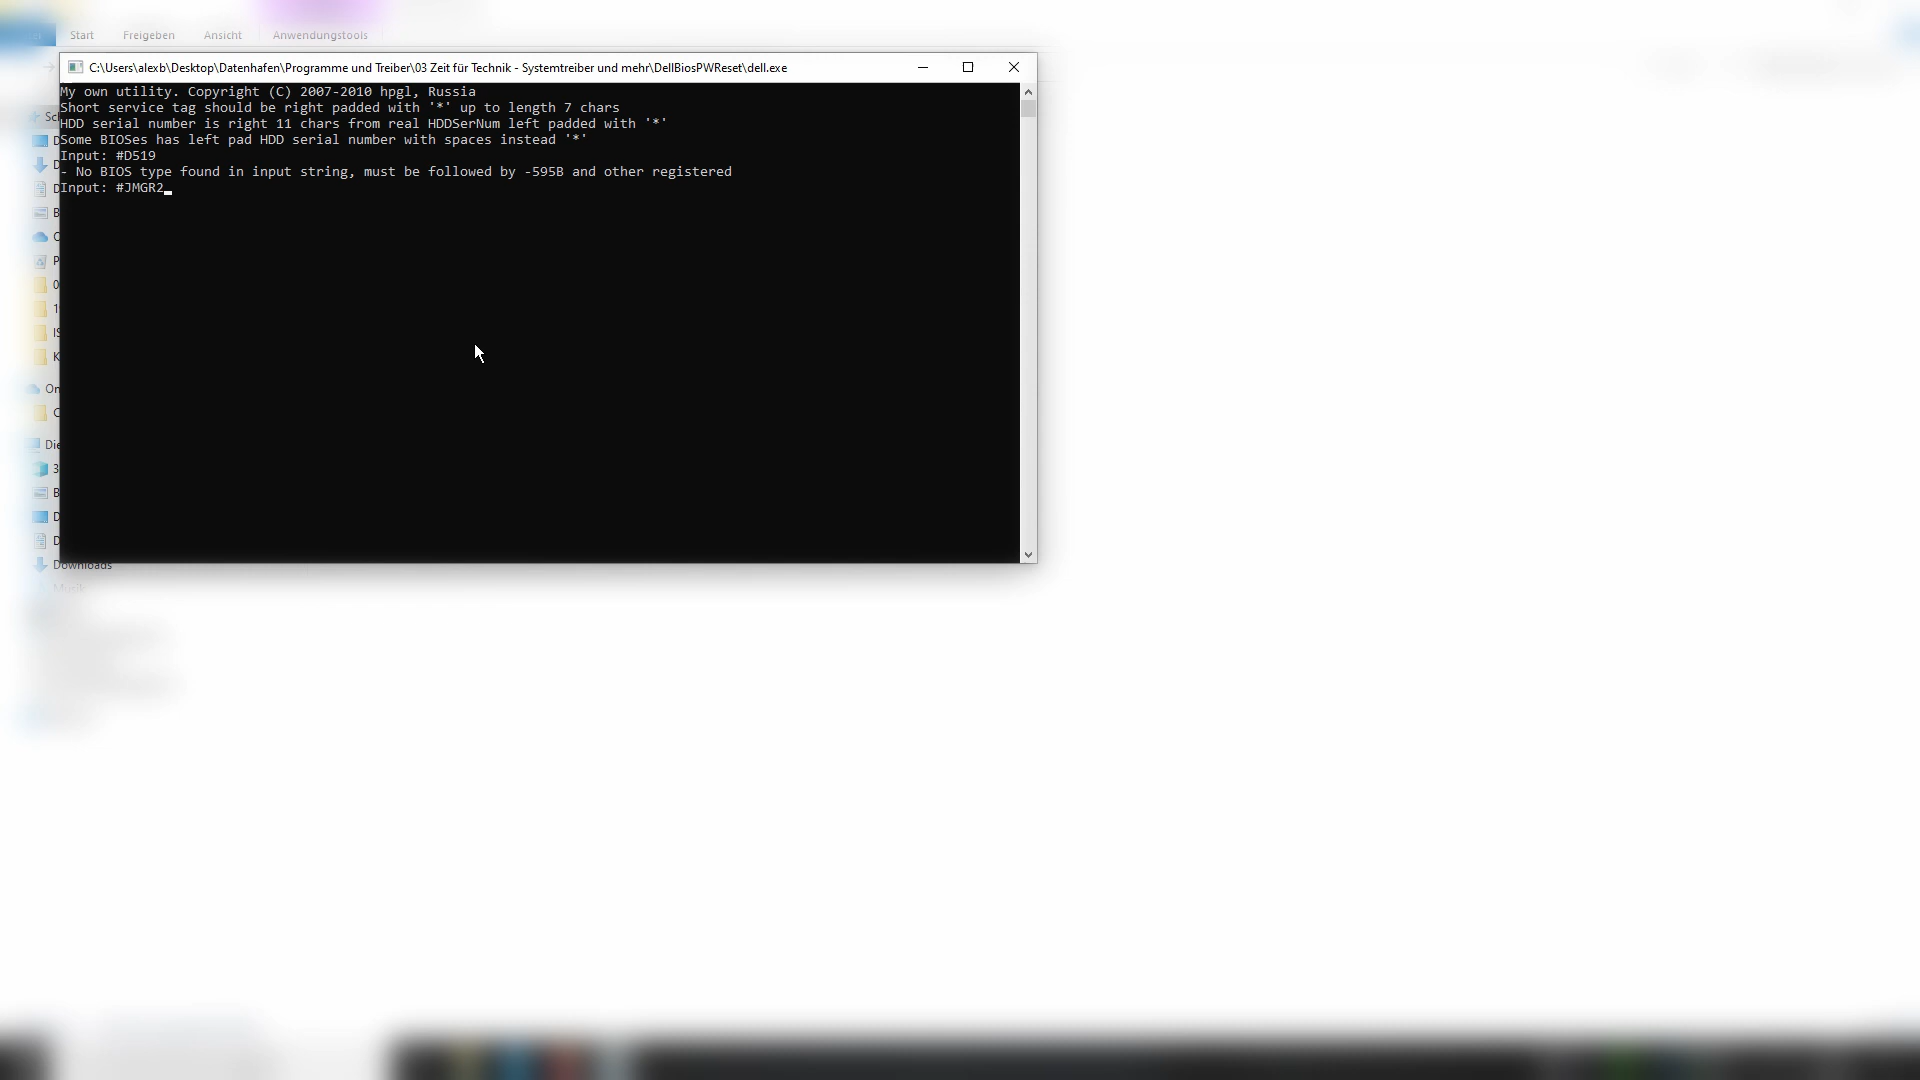 Start Freigeben Ansicht Anwendungstools
C:\Users\alexb\Desktop\Datenhafen\Programme und Treiber\03 Zeit für Technik - Systemtreiber und mehr\DellBiosPWReset\dell.exe
My own utility. Copyright (C) 2007-2010 hpgl, Russia
Short service tag should be right padded with '*' up to length 7 chars
HDD serial number is right 11 chars from real HDDSerNum left padded with '*'
Some BIOSes has left pad HDD serial number with spaces instead '*'
Input: #D519
- No BIOS type found in input string, must be followed by -595B and other registered
Input: #JMGR2
Downloads
Musik